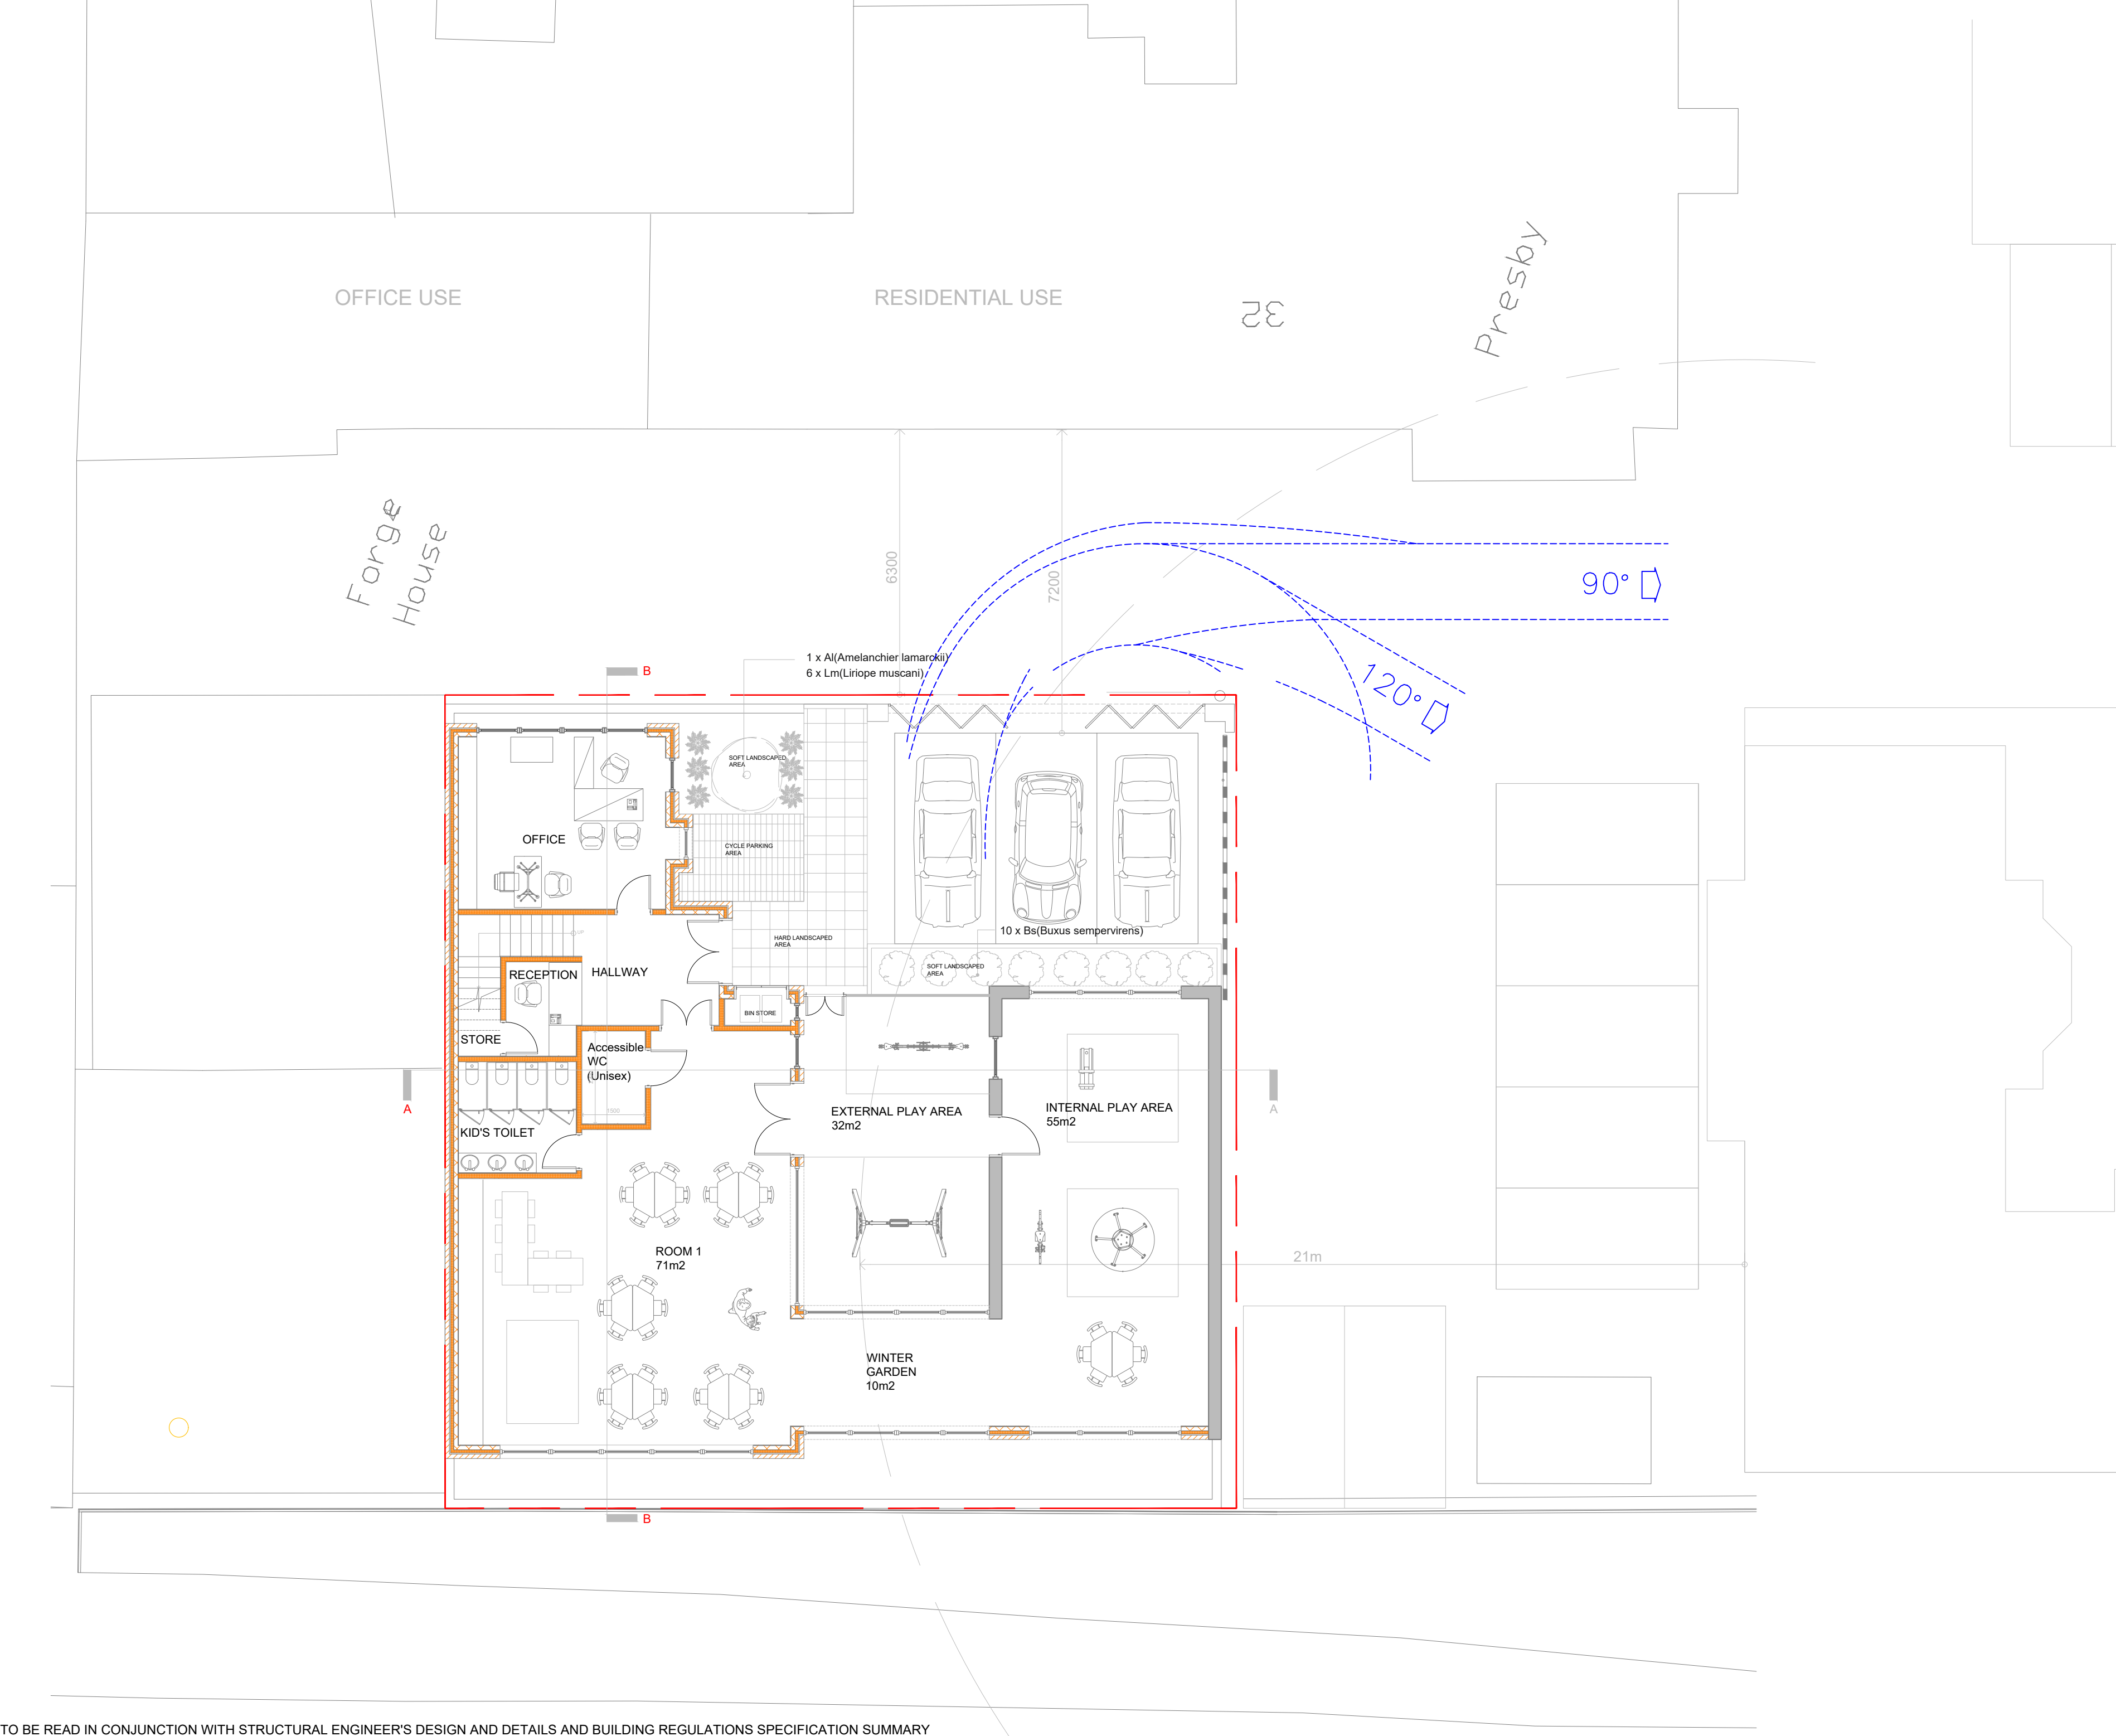 OFFICE USE
RESIDENTIAL USE
32
Presby
Forge
House
6300
7200
90°
120°
B
1 x Al(Amelanchier lamarckii)
6 x Lm(Liriope muscani)
SOFT LANDSCAPED
AREA
OFFICE
CYCLE PARKING
AREA
10 x Bs(Buxus sempervirens)
HARD LANDSCAPED
AREA
UP
RECEPTION
HALLWAY
SOFT LANDSCAPED
AREA
BIN STORE
STORE
Accessible
WC
(Unisex)
1500
A
A
EXTERNAL PLAY AREA
32m2
INTERNAL PLAY AREA
55m2
KID'S TOILET
ROOM 1
71m2
21m
WINTER
GARDEN
10m2
B
TO BE READ IN CONJUNCTION WITH STRUCTURAL ENGINEER'S DESIGN AND DETAILS AND BUILDING REGULATIONS SPECIFICATION SUMMARY